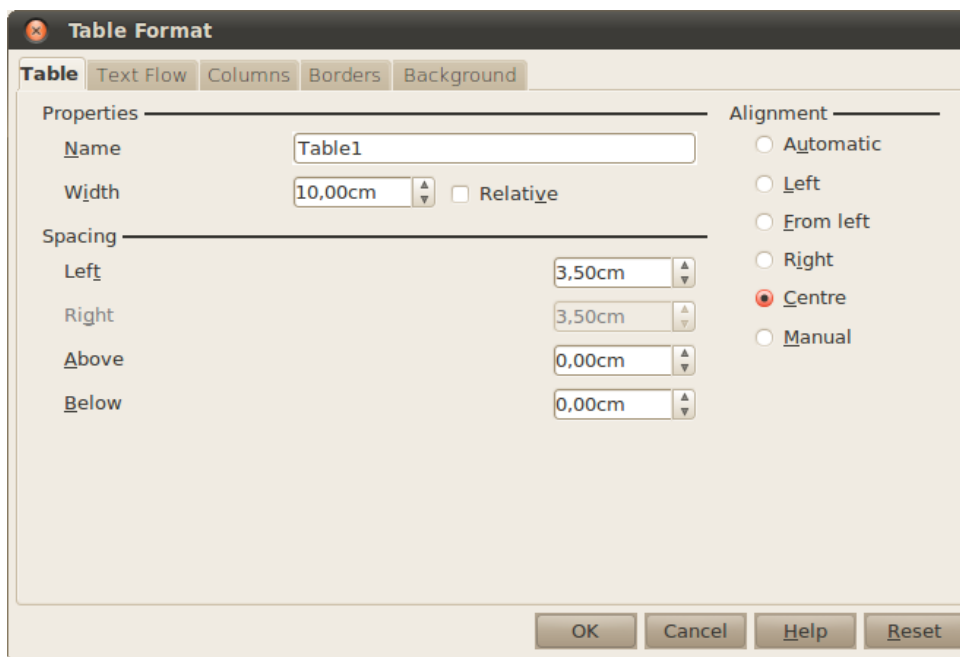 Table Format
Table Text Flow Columns Borders Background
Properties
Name Table1
Width 10,00cm Relative
Spacing
Left 3,50cm
Right 3,50cm
Above 0,00cm
Below 0,00cm
Alignment
Automatic
Left
From left
Right
Centre
Manual
OK Cancel Help Reset